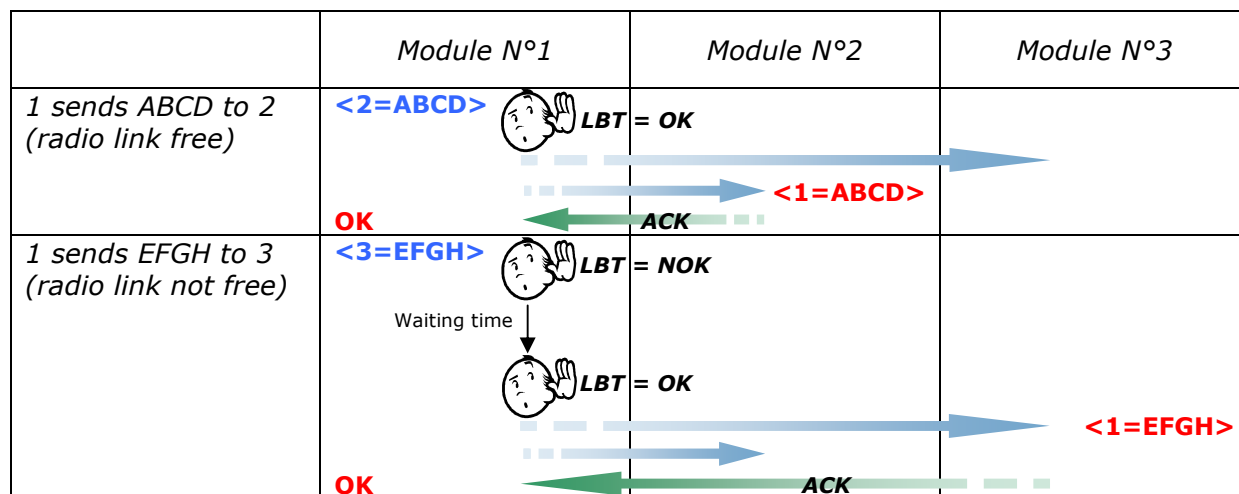 Module N°1
Module N°2
Module N°3
1 sends ABCD to 2
(radio link free)
<2=ABCD>
LBT = OK
<1=ABCD>
OK
ACK
1 sends EFGH to 3
(radio link not free)
<3=EFGH>
LBT = NOK
Waiting time
LBT = OK
<1=EFGH>
OK
ACK